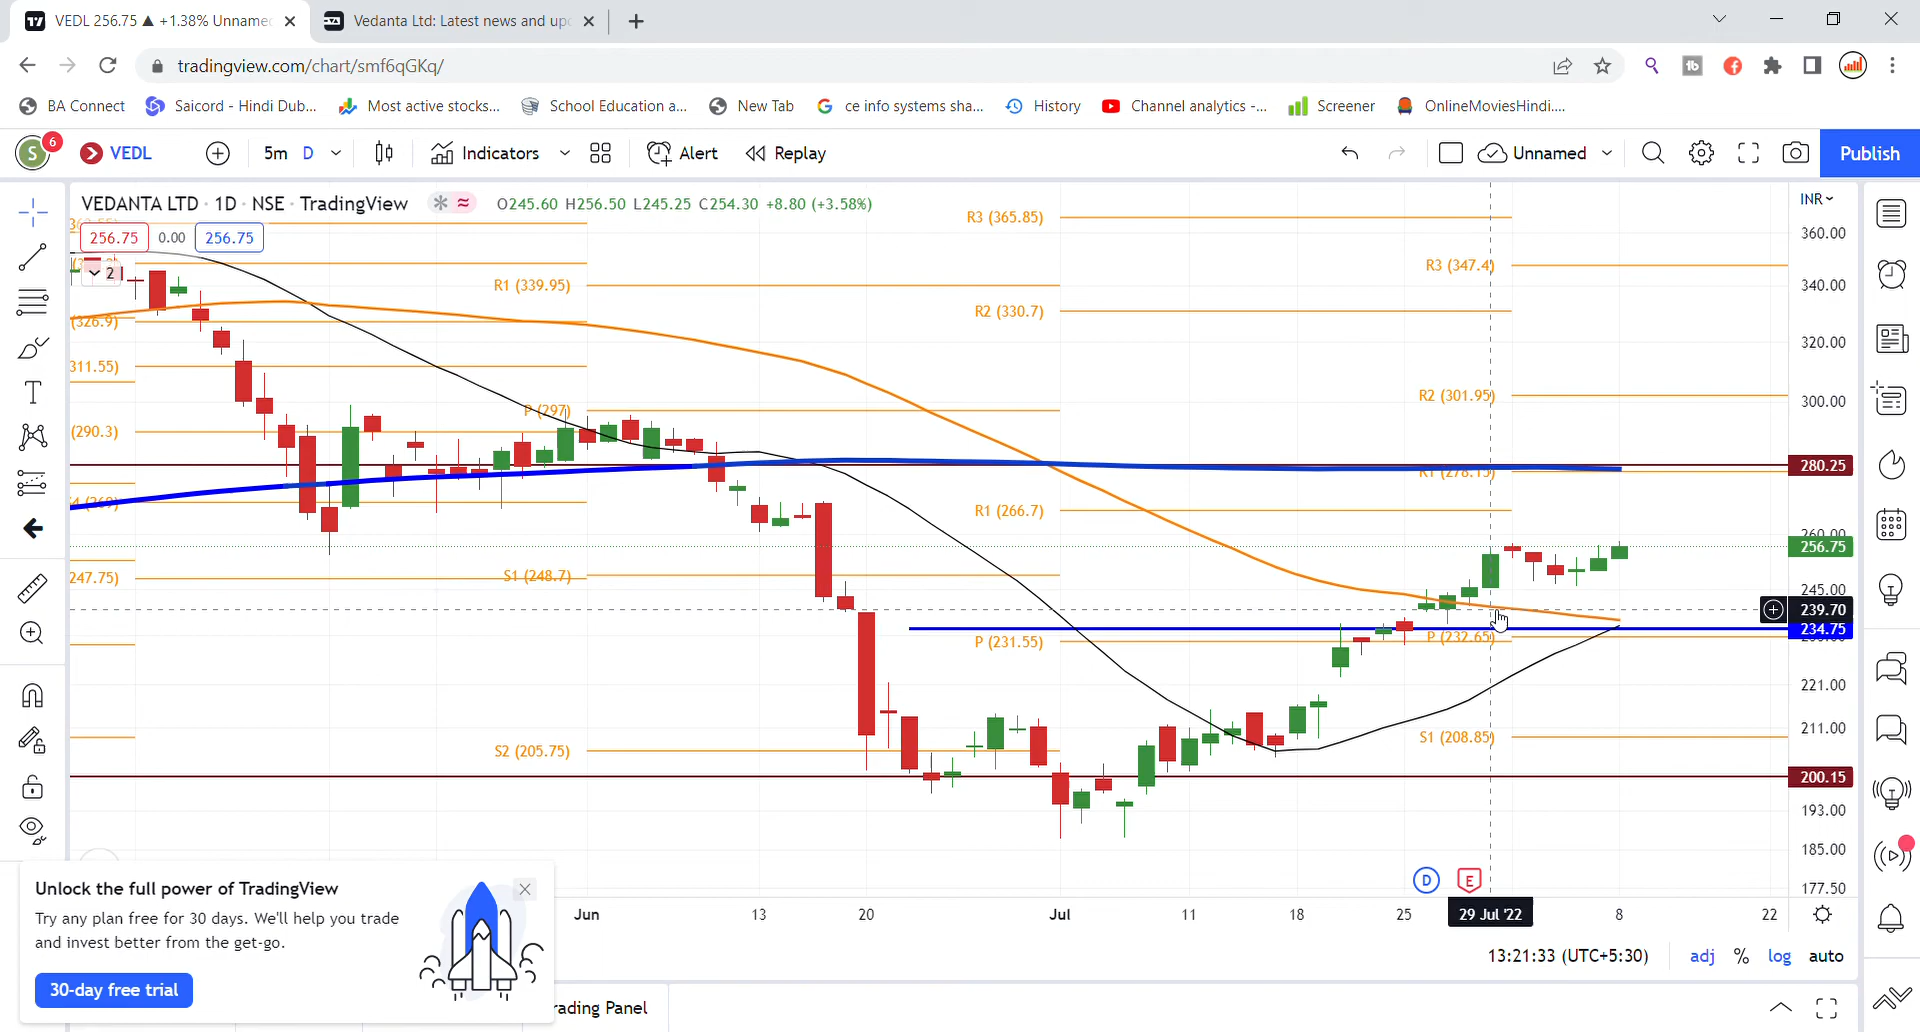 VEDL 256.75 ▲ +1.38% Unname
Vedanta Ltd: Latest news and up
tradingview.com/chart/smf6qGKq/
BA Connect
Saicord - Hindi Dub...
Most active stocks...
School Education a...
New Tab
ce info systems sha...
History
Channel analytics -...
Screener
OnlineMoviesHindi....
S
6
VEDL
5m
D
Indicators
Alert
Replay
Unnamed
Publish
VEDANTA LTD · 1D · NSE · TradingView
O245.60 H256.50 L245.25 C254.30 +8.80 (+3.58%)
INR
256.75
0.00
256.75
2
R3 (365.85)
360.00
R3 (347.4)
R1 (339.95)
340.00
(326.9)
R2 (330.7)
320.00
311.55)
R2 (301.95)
300.00
P (297)
(290.3)
280.25
R1 (278.15)
R1 (266.7)
260.00
256.75
247.75)
S1 (248.7)
245.00
239.70
234.75
P (231.55)
P (232.65)
221.00
211.00
S1 (208.85)
S2 (205.75)
200.15
193.00
185.00
177.50
D
E
Jun
13
20
Jul
11
18
25
29 Jul '22
8
22
13:21:33 (UTC+5:30)
adj
%
log
auto
Unlock the full power of TradingView
Try any plan free for 30 days. We'll help you trade
and invest better from the get-go.
30-day free trial
rading Panel